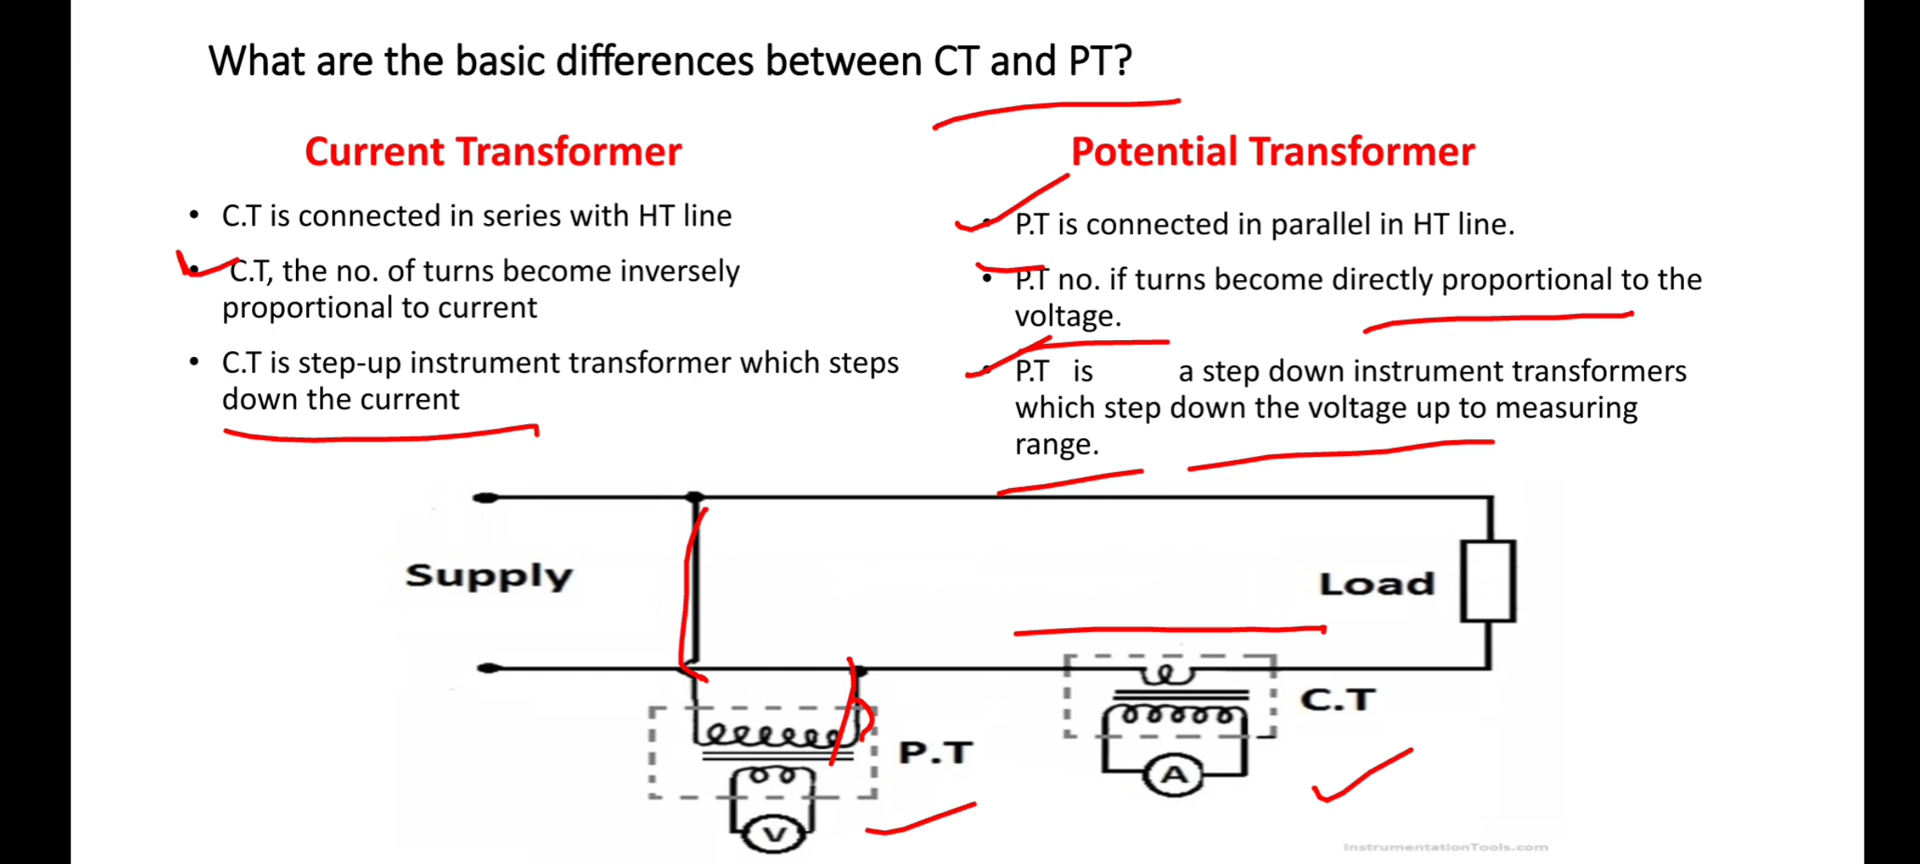 What are the basic differences between CT and PT?
Current Transformer
• C.T is connected in series with HT line
• C.T, the no. of turns become inversely
proportional to current
• C.T is step-up instrument transformer which steps
down the current
Potential Transformer
• P.T is connected in parallel in HT line.
• P.T no. if turns become directly proportional to the
voltage.
• P.T is a step down instrument transformers
which step down the voltage up to measuring
range.
Supply
Load
P.T
C.T
V
A
InstrumentationTools.com